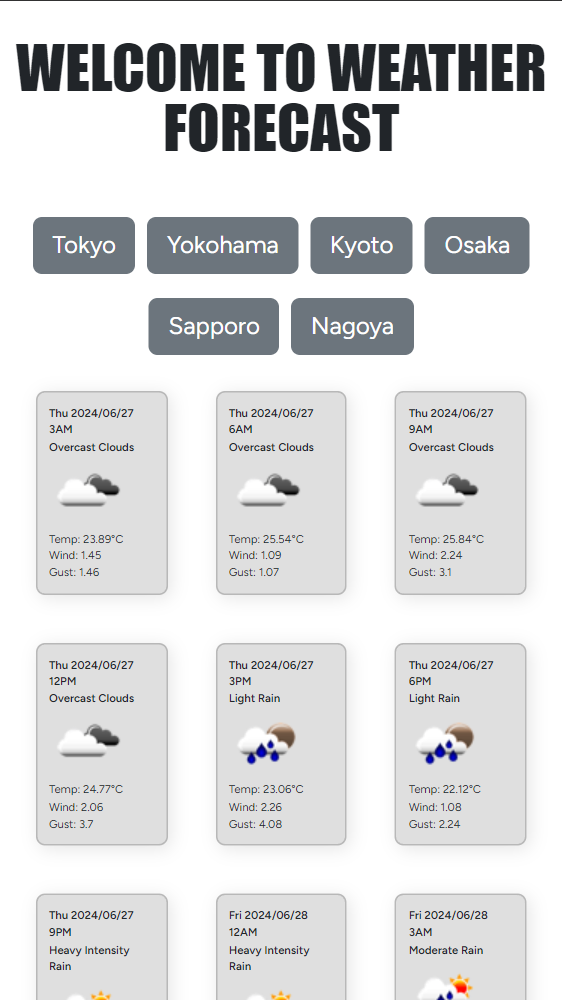 WELCOME TO WEATHER
FORECAST
Tokyo
Yokohama
Kyoto
Osaka
Sapporo
Nagoya
Thu 2024/06/27
3AM
Overcast Clouds
Temp: 23.89°C
Wind: 1.45
Gust: 1.46
Thu 2024/06/27
6AM
Overcast Clouds
Temp: 25.54°C
Wind: 1.09
Gust: 1.07
Thu 2024/06/27
9AM
Overcast Clouds
Temp: 25.84°C
Wind: 2.24
Gust: 3.1
Thu 2024/06/27
12PM
Overcast Clouds
Temp: 24.77°C
Wind: 2.06
Gust: 3.7
Thu 2024/06/27
3PM
Light Rain
Temp: 23.06°C
Wind: 2.26
Gust: 4.08
Thu 2024/06/27
6PM
Light Rain
Temp: 22.12°C
Wind: 1.08
Gust: 2.24
Thu 2024/06/27
9PM
Heavy Intensity
Rain
Fri 2024/06/28
12AM
Heavy Intensity
Rain
Fri 2024/06/28
3AM
Moderate Rain